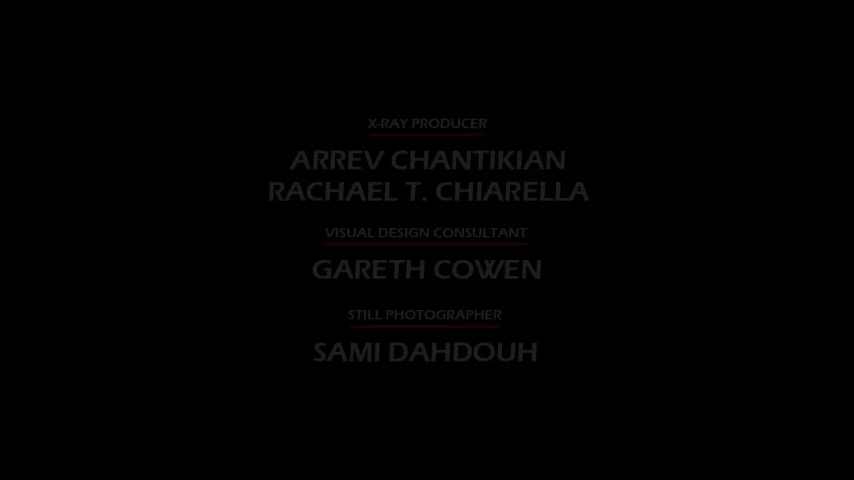 X-RAY PRODUCER
ARREV CHANTIKIAN
RACHAEL T. CHIARELLA
VISUAL DESIGN CONSULTANT
GARETH COWEN
STILL PHOTOGRAPHER
SAMI DAHDOUH